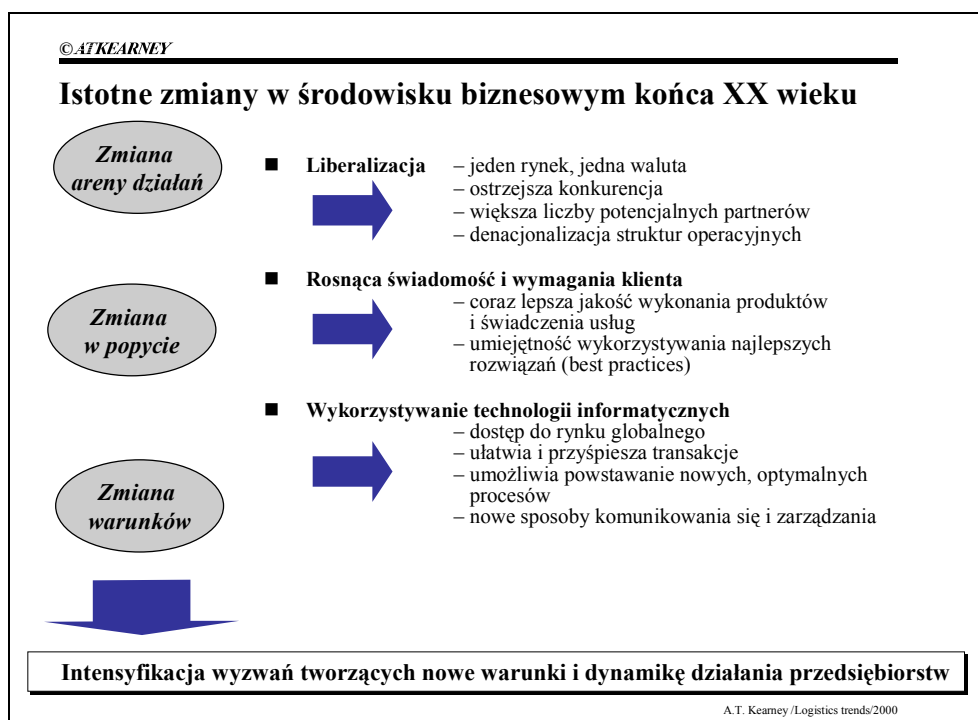 © ATKEARNEY
Istotne zmiany w środowisku biznesowym końca XX wieku
Zmiana
areny działań
■ Liberalizacja – jeden rynek, jedna waluta
– ostrzejsza konkurencja
– większa liczby potencjalnych partnerów
– denacjonalizacja struktur operacyjnych
Zmiana
w popycie
■ Rosnąca świadomość i wymagania klienta
– coraz lepsza jakość wykonania produktów
i świadczenia usług
– umiejętność wykorzystywania najlepszych
rozwiązań (best practices)
Zmiana
warunków
■ Wykorzystywanie technologii informatycznych
– dostęp do rynku globalnego
– ułatwia i przyśpiesza transakcje
– umożliwia powstawanie nowych, optymalnych
procesów
– nowe sposoby komunikowania się i zarządzania
Intensyfikacja wyzwań tworzących nowe warunki i dynamikę działania przedsiębiorstw
A.T. Kearney /Logistics trends/2000